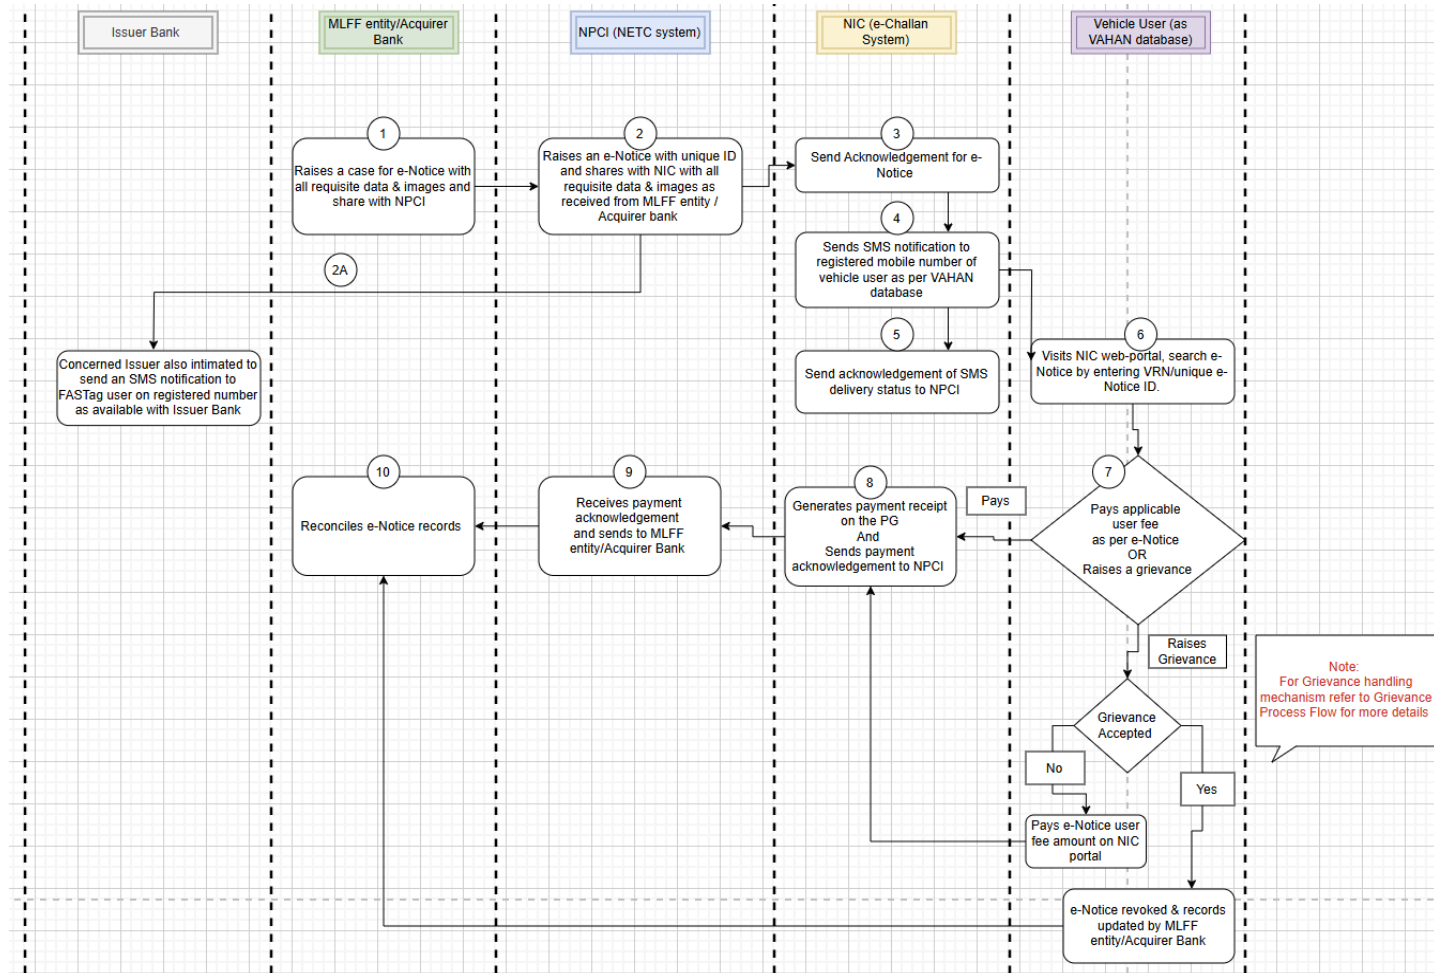 Issuer Bank
MLFF entity/Acquirer
Bank
NPCI (NETC system)
NIC (e-Challan
System)
Vehicle User (as
VAHAN database)
1
Raises a case for e-Notice with
all requisite data & images and
share with NPCI
2
Raises an e-Notice with unique ID
and shares with NIC with all
requisite data & images as
received from MLFF entity /
Acquirer bank
3
Send Acknowledgement for e-
Notice
4
Sends SMS notification to
registered mobile number of
vehicle user as per VAHAN
database
2A
Concerned Issuer also intimated to
send an SMS notification to
FASTag user on registered number
as available with Issuer Bank
5
Send acknowledgement of SMS
delivery status to NPCI
6
Visits NIC web-portal, search e-
Notice by entering VRN/unique e-
Notice ID.
7
Pays applicable
user fee
as per e-Notice
OR
Raises a grievance
Pays
8
Generates payment receipt
on the PG
And
Sends payment
acknowledgement to NPCI
9
Receives payment
acknowledgement
and sends to MLFF
entity/Acquirer Bank
10
Reconciles e-Notice records
Raises
Grievance
Grievance
Accepted
No
Yes
Pays e-Notice user
fee amount on NIC
portal
e-Notice revoked & records
updated by MLFF
entity/Acquirer Bank
Note:
For Grievance handling
mechanism refer to Grievance
Process Flow for more details